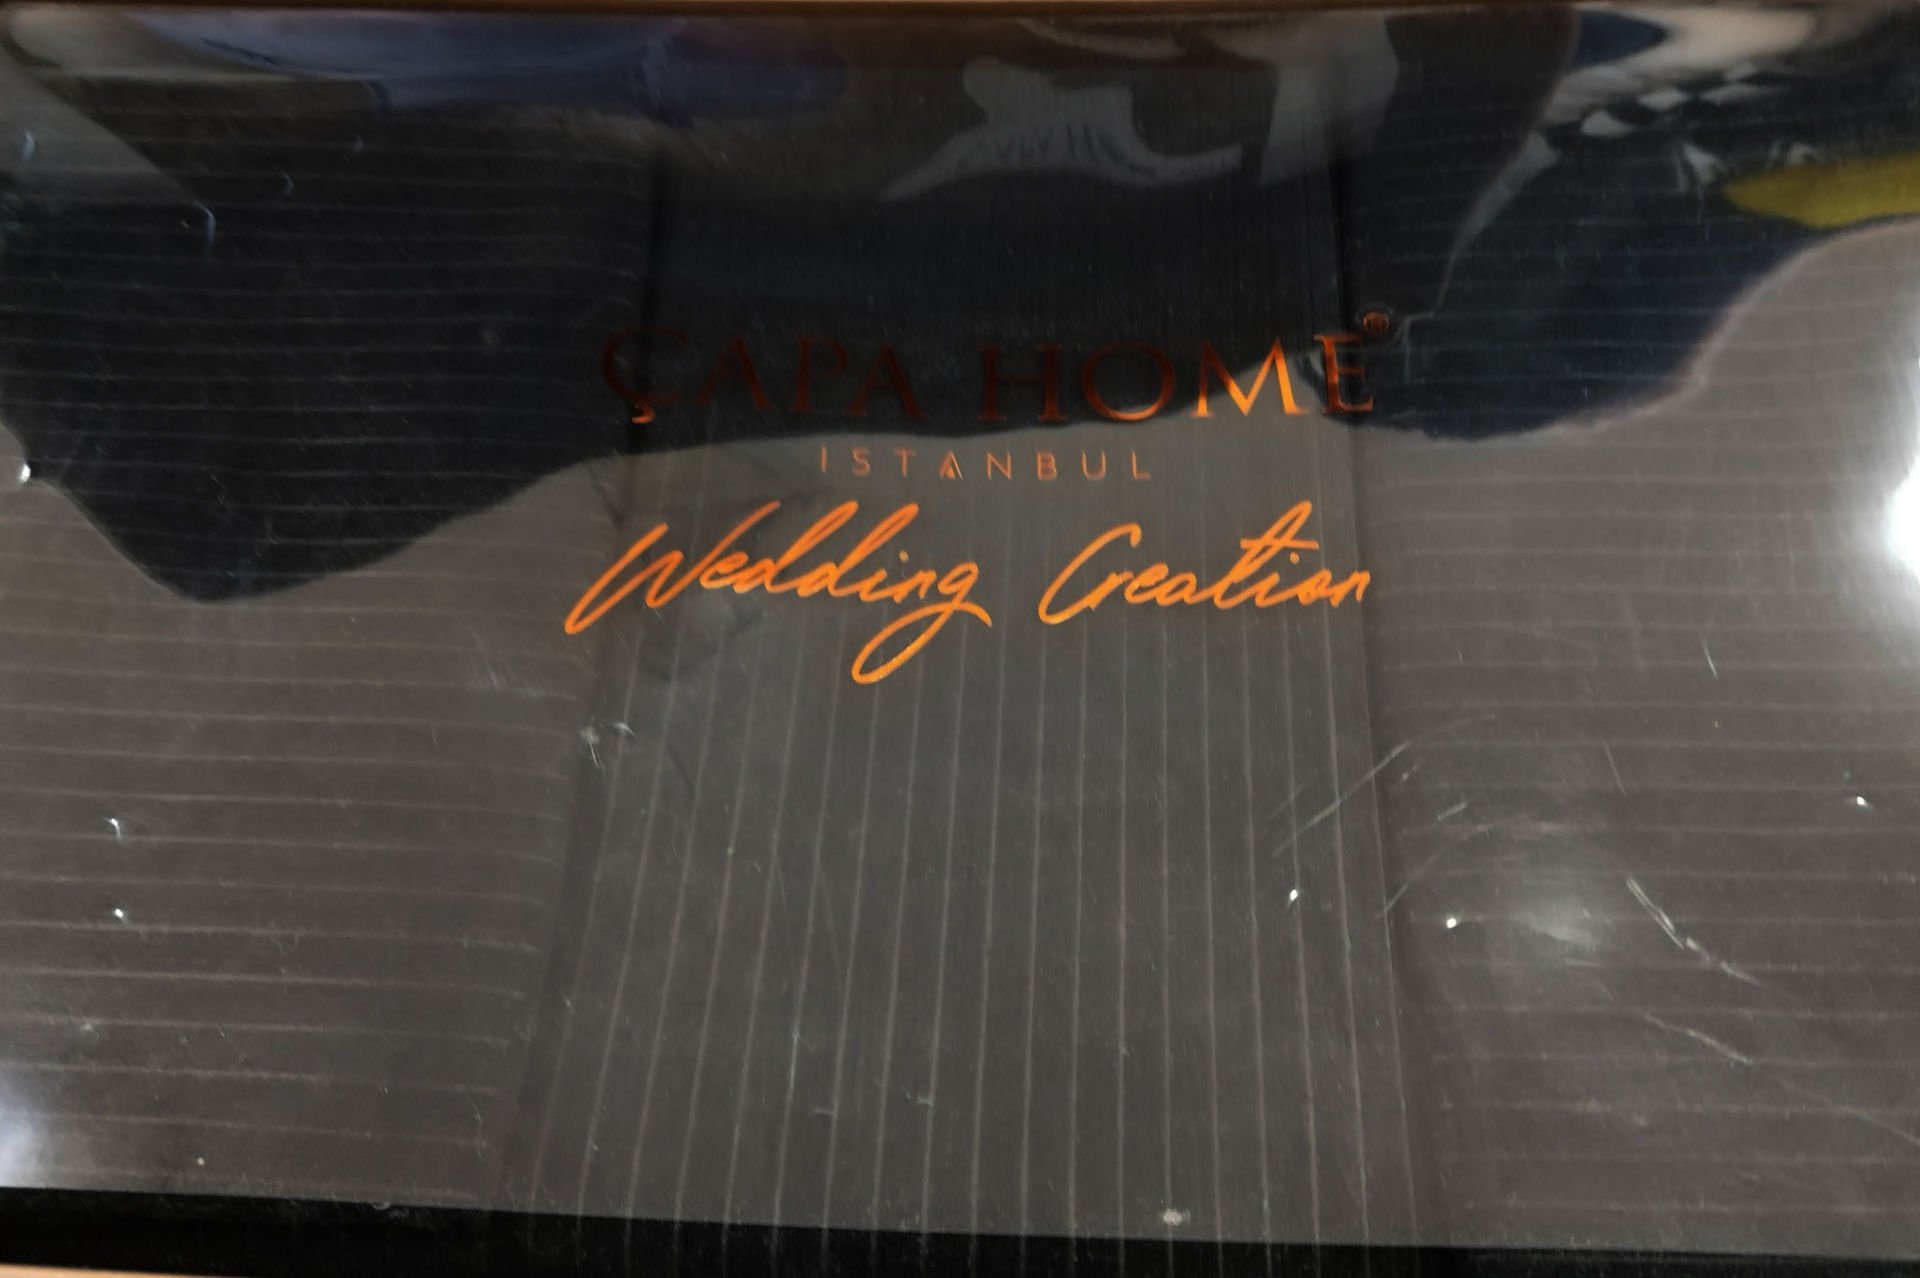 ÇAPA HOME®
ISTANBUL
Wedding Creation